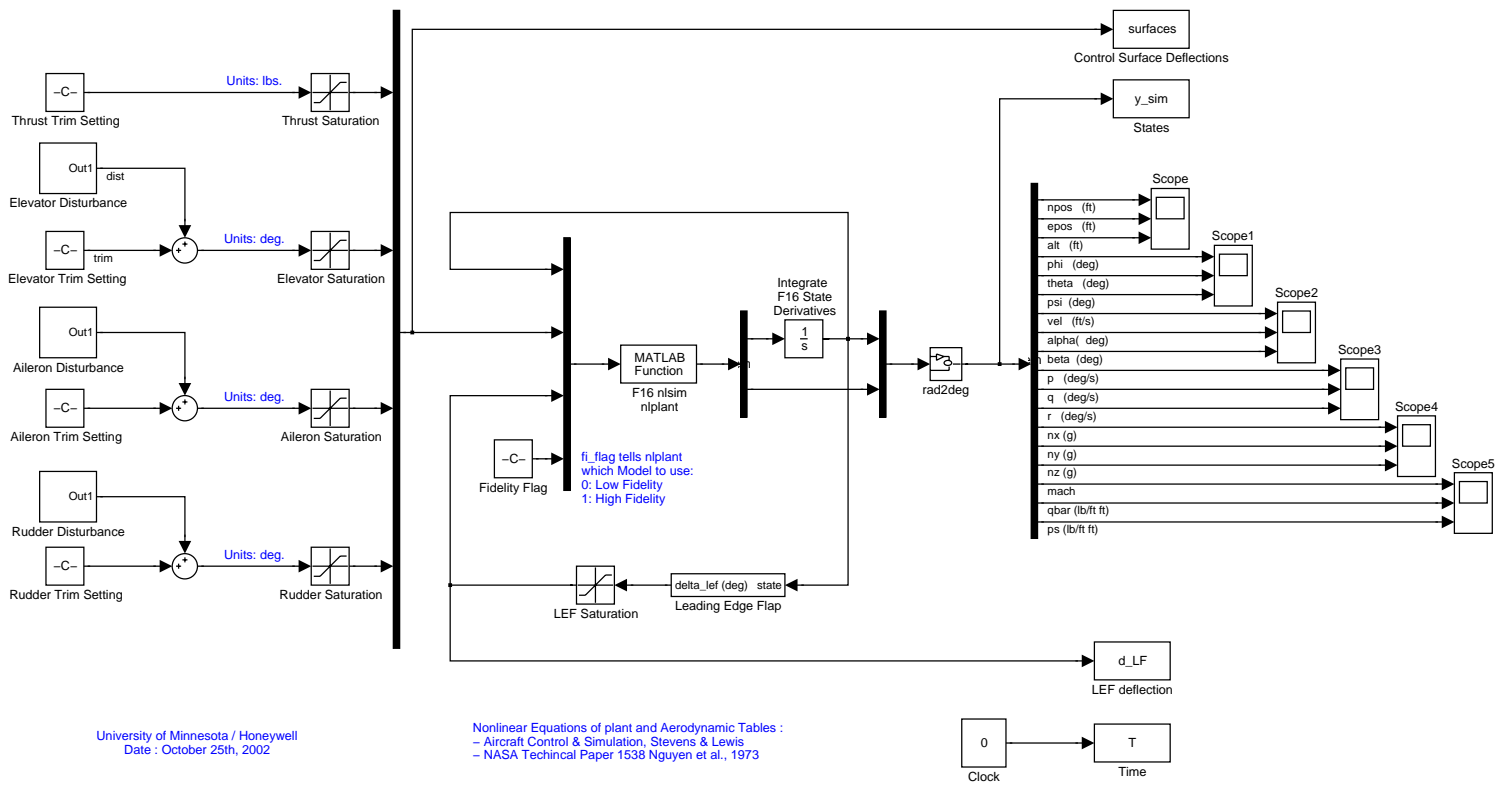 surfaces
Control Surface Deflections
–C–
Thrust Trim Setting
Units: lbs.
Thrust Saturation
y_sim
States
Out1
dist
Elevator Disturbance
–C–
trim
Elevator Trim Setting
+
+
Units: deg.
Elevator Saturation
Out1
Aileron Disturbance
–C–
Aileron Trim Setting
+
+
Units: deg.
Aileron Saturation
Out1
Rudder Disturbance
–C–
Rudder Trim Setting
+
+
Units: deg.
Rudder Saturation
Integrate
F16 State
Derivatives
1
s
MATLAB
Function
F16 nlsim
nlplant
–C–
Fidelity Flag
fi_flag tells nlplant
which Model to use:
0: Low Fidelity
1: High Fidelity
rad2deg
LEF Saturation
delta_lef (deg) state
Leading Edge Flap
Scope
npos (ft)
epos (ft)
alt (ft)
Scope1
phi (deg)
theta (deg)
psi (deg)
Scope2
vel (ft/s)
alpha( deg)
beta (deg)
Scope3
p (deg/s)
q (deg/s)
r (deg/s)
Scope4
nx (g)
ny (g)
nz (g)
Scope5
mach
qbar (lb/ft ft)
ps (lb/ft ft)
d_LF
LEF deflection
0
Clock
T
Time
University of Minnesota / Honeywell
Date : October 25th, 2002
Nonlinear Equations of plant and Aerodynamic Tables :
– Aircraft Control & Simulation, Stevens & Lewis
– NASA Techincal Paper 1538 Nguyen et al., 1973